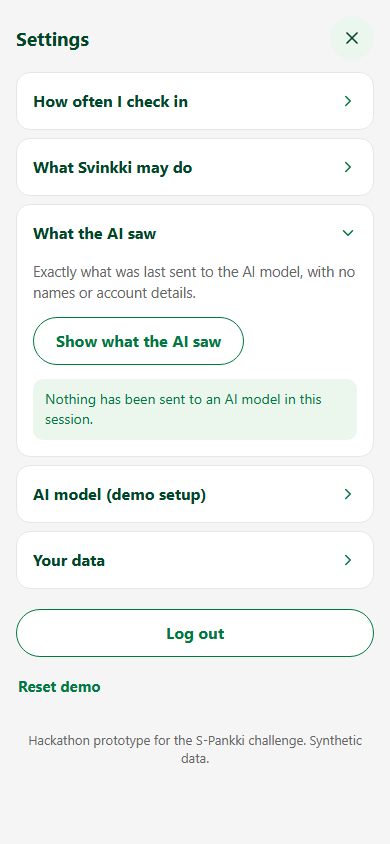 Settings
How often I check in
What Svinkki may do
What the AI saw
Exactly what was last sent to the AI model, with no
names or account details.
Show what the AI saw
Nothing has been sent to an AI model in this
session.
AI model (demo setup)
Your data
Log out
Reset demo
Hackathon prototype for the S-Pankki challenge. Synthetic
data.